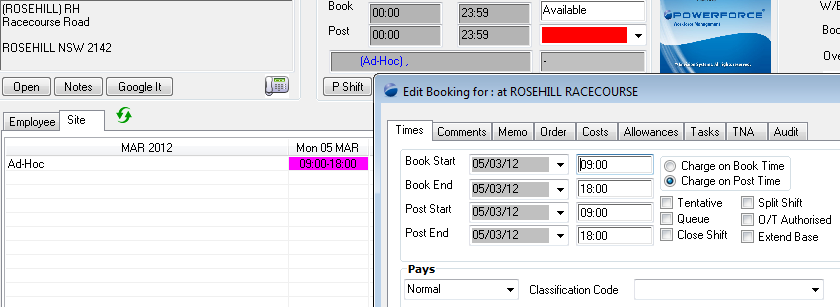 (ROSEHILL) RH
Racecourse Road
ROSEHILL NSW 2142
Open Notes Google It
Book 00:00 23:59 Available
Post 00:00 23:59
(Ad-Hoc) , -
P Shift
POWERFORCE
Workforce Management
W/E
Boo
Ove
Employee Site
MAR 2012 Mon 05 MAR
Ad-Hoc 09:00-18:00
Edit Booking for : at ROSEHILL RACECOURSE
Times Comments Memo Order Costs Allowances Tasks TNA Audit
Book Start 05/03/12 09:00
Book End 05/03/12 18:00
Post Start 05/03/12 09:00
Post End 05/03/12 18:00
Charge on Book Time
Charge on Post Time
Tentative Split Shift
Queue O/T Authorised
Close Shift Extend Base
Pays
Normal Classification Code